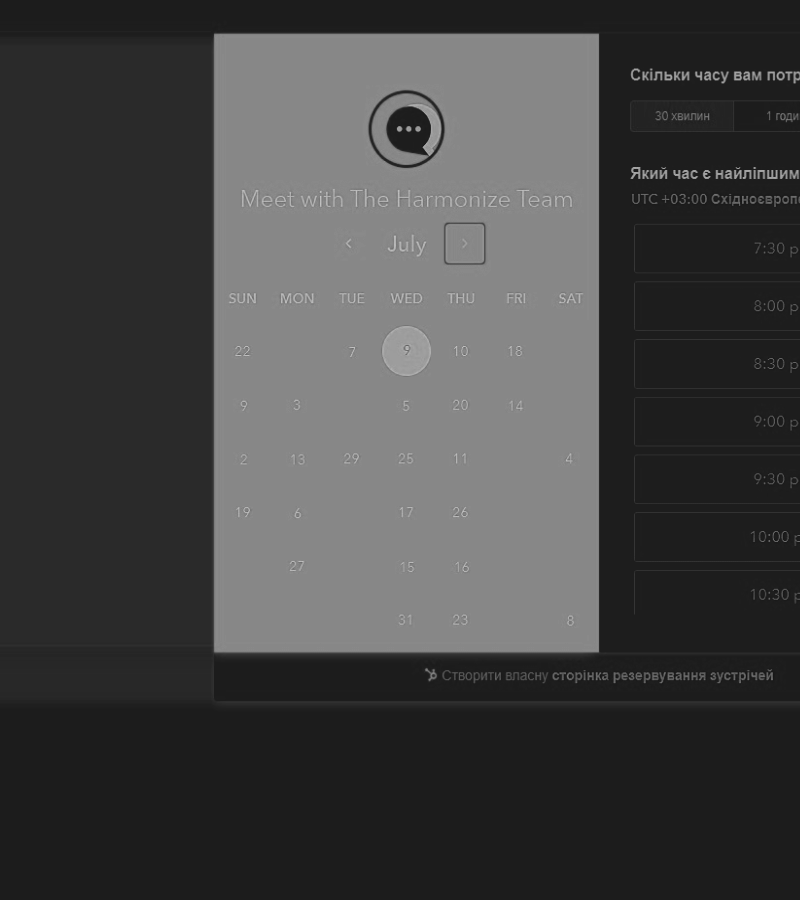 Meet with The Harmonize Team
July
SUN MON TUE WED THU FRI SAT
22 7 9 10 18
9 3 5 20 14
2 13 29 25 11 4
19 6 17 26
27 15 16
31 23 8
Скільки часу вам потр
30 хвилин 1 годи
Який час є найліпшим
UTC +03:00 Східноєвропе
7:30 p
8:00 p
8:30 p
9:00 p
9:30 p
10:00 p
10:30 p
Створити власну сторінка резервування зустрічей